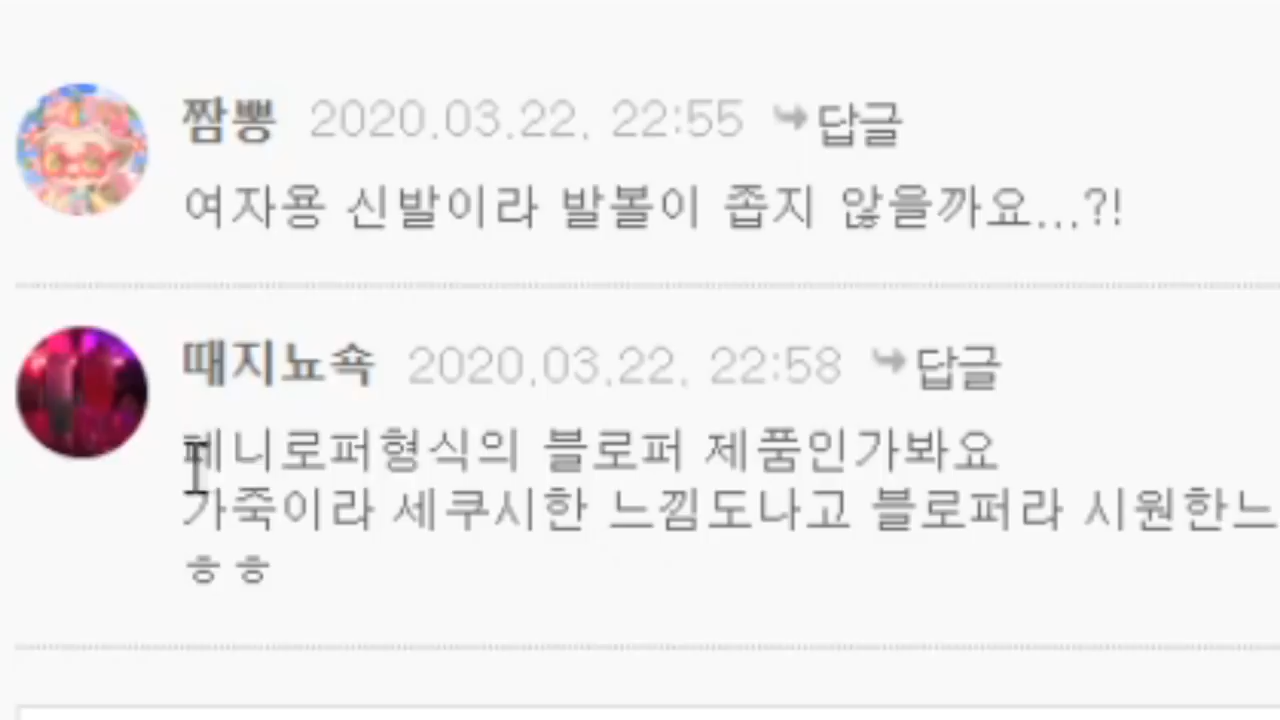 짬뽕 2020.03.22. 22:55 답글
여자용 신발이라 발볼이 좁지 않을까요...?!
때지뇨쇽 2020.03.22. 22:58 답글
페니로퍼형식의 블로퍼 제품인가봐요
가죽이라 세쿠시한 느낌도나고 블로퍼라 시원한느
ㅎㅎ